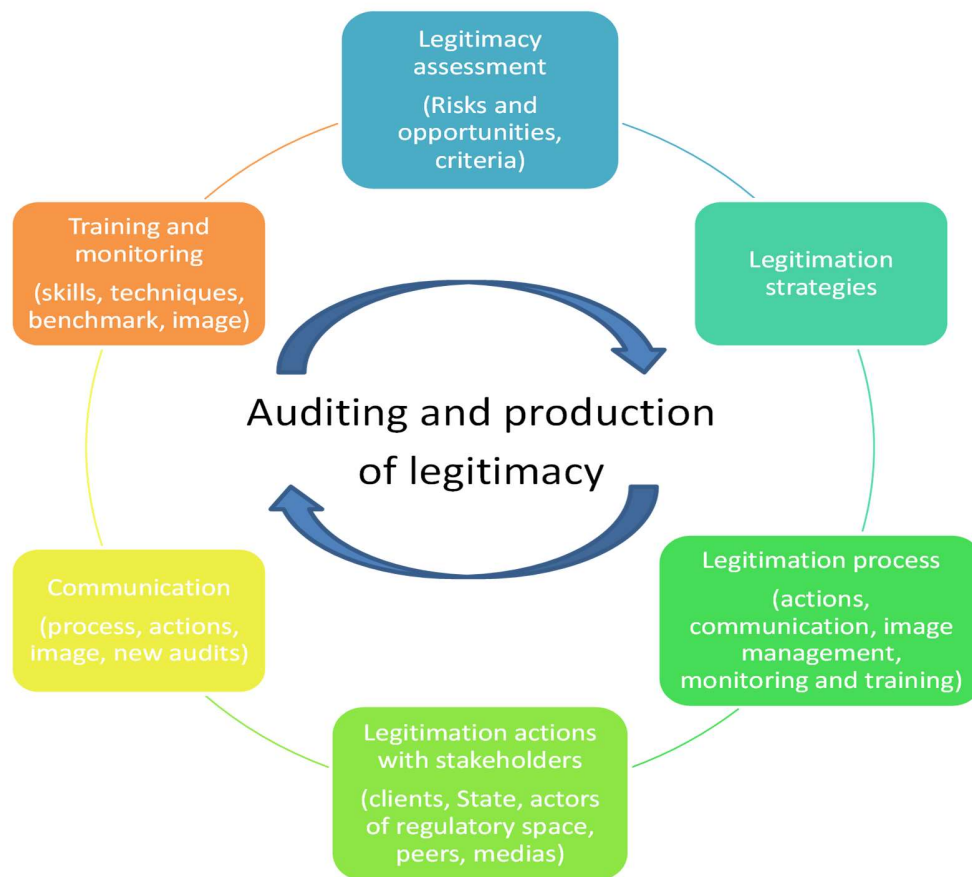 Legitimacy
assessment
(Risks and
opportunities,
criteria)
Legitimation
strategies
Legitimation process
(actions,
communication, image
management,
monitoring and training)
Legitimation actions
with stakeholders
(clients, State, actors
of regulatory space,
peers, medias)
Communication
(process, actions,
image, new audits)
Training and
monitoring
(skills, techniques,
benchmark, image)
Auditing and production
of legitimacy